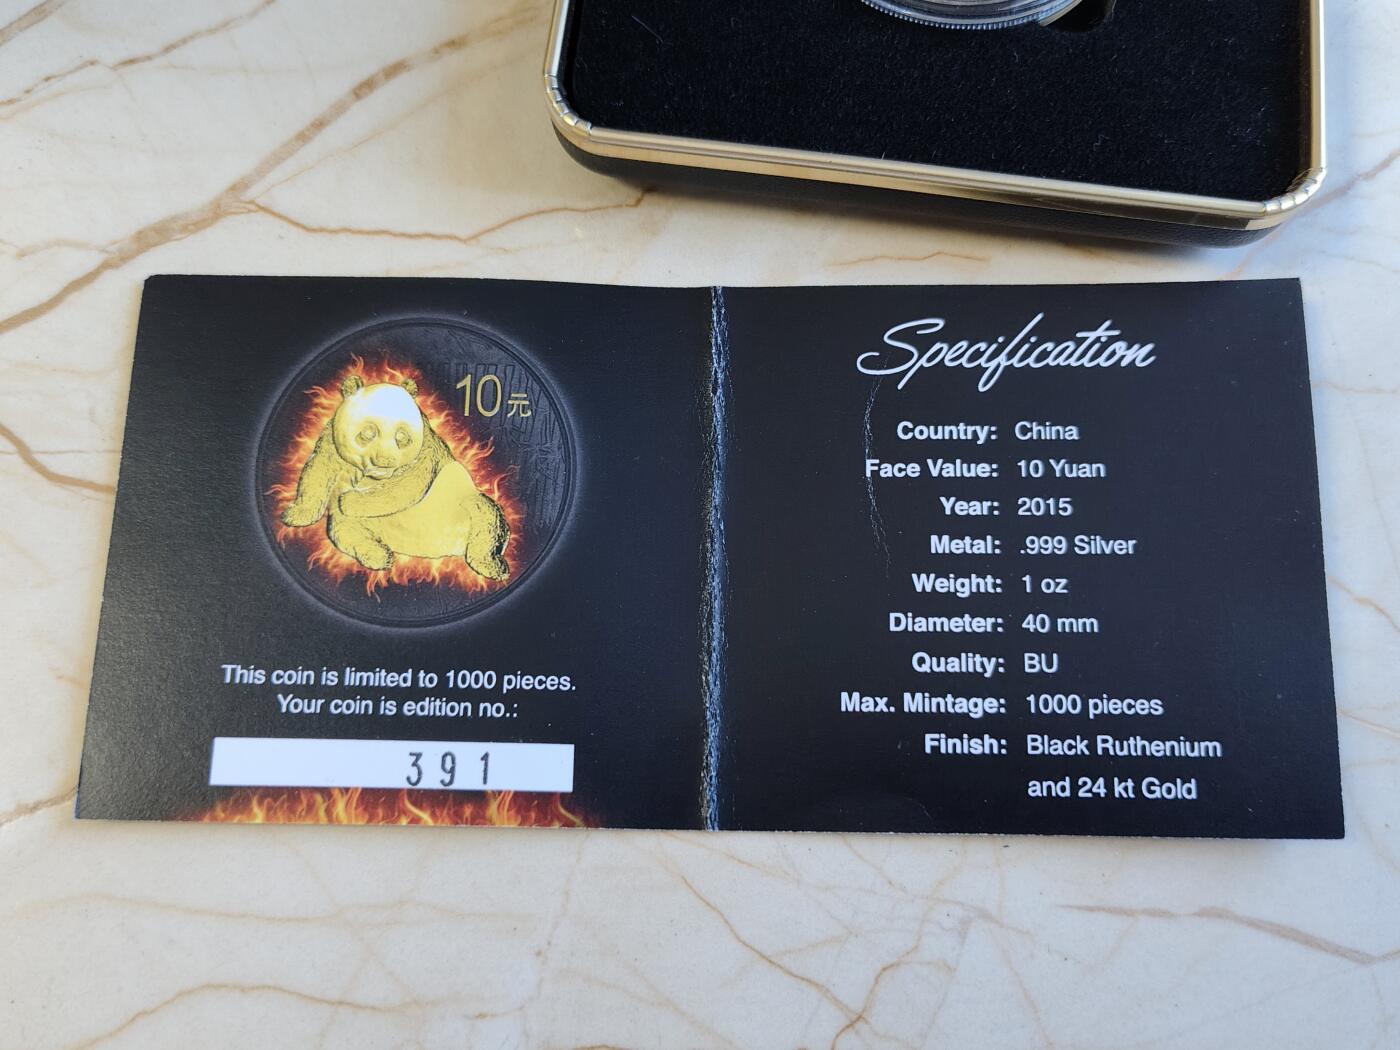 10元
This coin is limited to 1000 pieces.
Your coin is edition no.:
391
Specification
Country: China
Face Value: 10 Yuan
Year: 2015
Metal: .999 Silver
Weight: 1 oz
Diameter: 40 mm
Quality: BU
Max. Mintage: 1000 pieces
Finish: Black Ruthenium
and 24 kt Gold